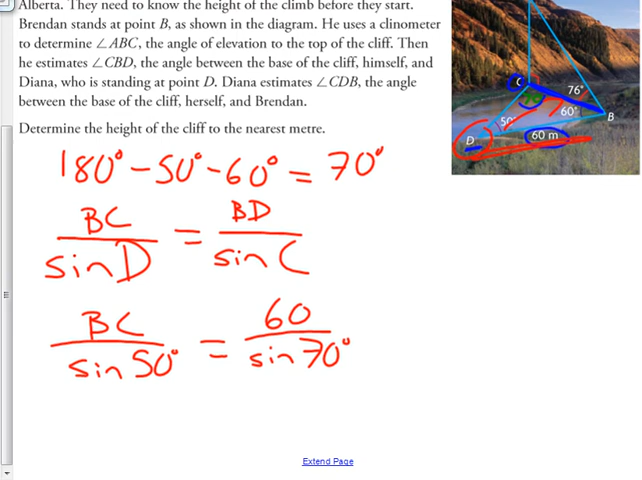 Alberta. They need to know the height of the climb before they start.
Brendan stands at point B, as shown in the diagram. He uses a clinometer
to determine ∠ABC, the angle of elevation to the top of the cliff. Then
he estimates ∠CBD, the angle between the base of the cliff, himself, and
Diana, who is standing at point D. Diana estimates ∠CDB, the angle
between the base of the cliff, herself, and Brendan.
Determine the height of the cliff to the nearest metre.
C
76°
60°
B
50°
D
60 m
180° - 50° - 60° = 70°
BC/sin D = BD/sin C
BC/sin 50° = 60/sin 70°
Extend Page